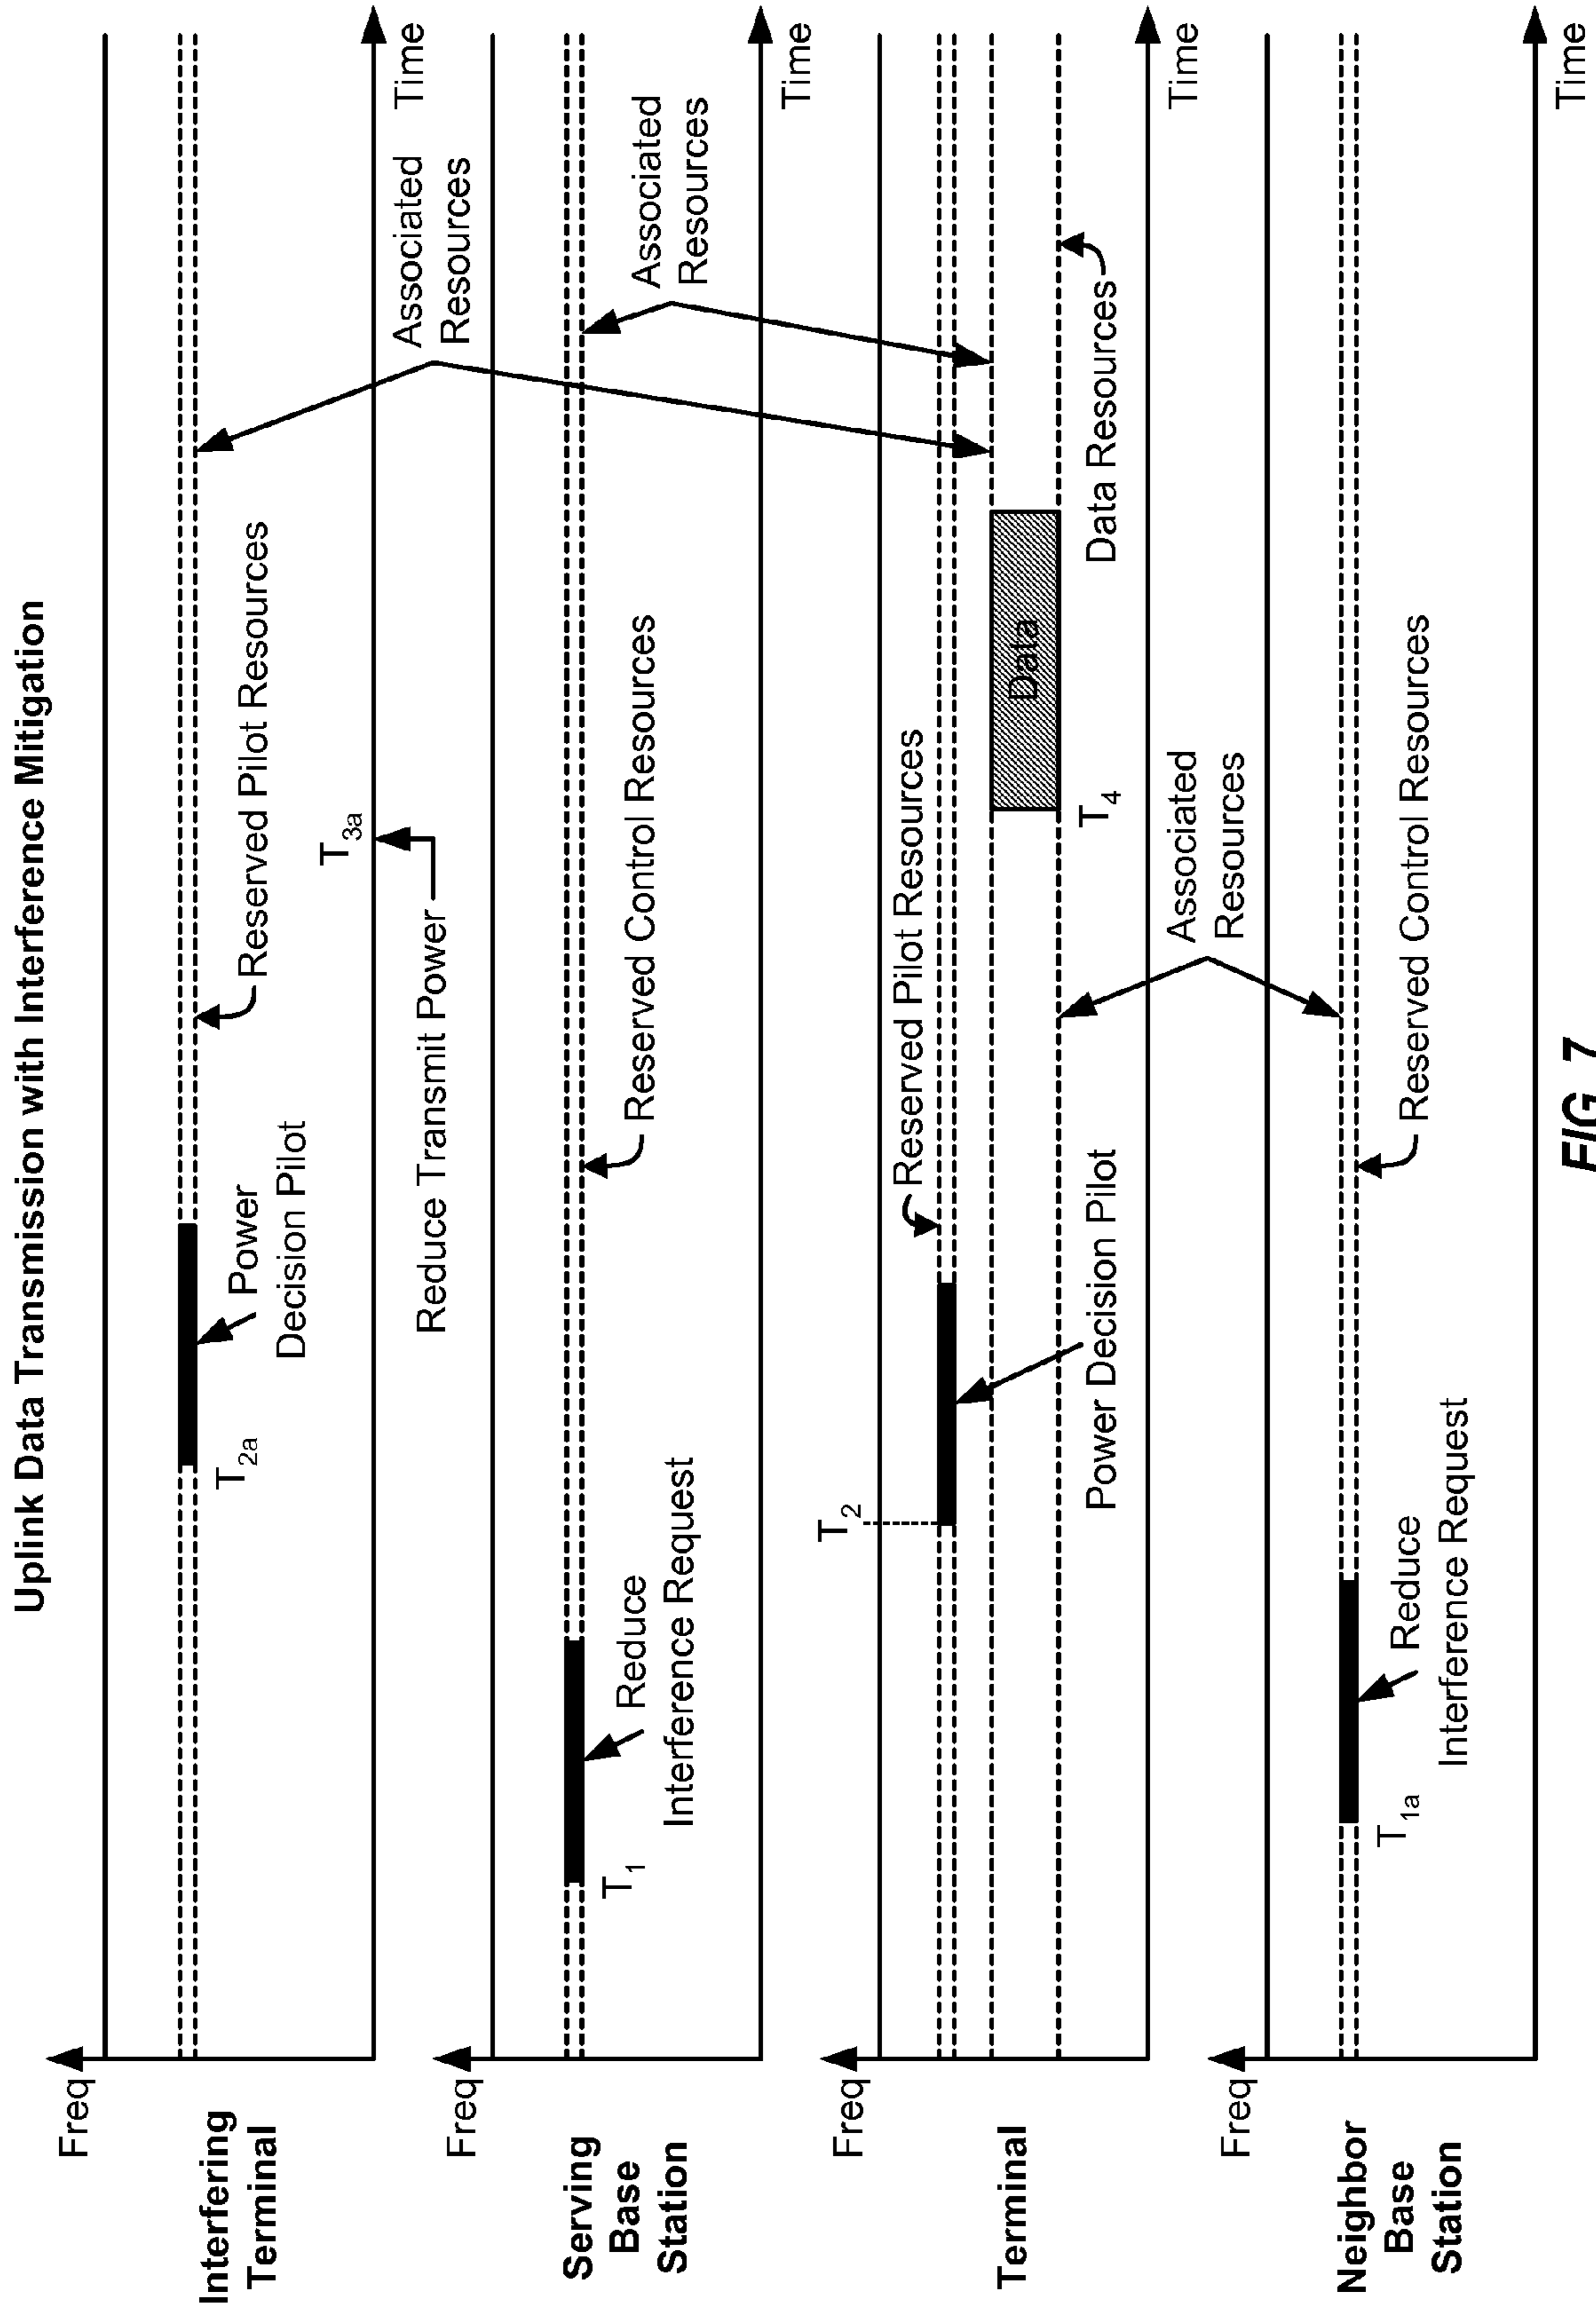 Uplink Data Transmission with Interference Mitigation
Freq
Interfering
Terminal
T2a
Power
Decision Pilot
Reserved Pilot Resources
T3a
Reduce Transmit Power
Time
Associated
Resources
Freq
Serving
Base
Station
T1
Reduce
Interference Request
Reserved Control Resources
Associated
Resources
Time
Freq
Terminal
T2
Reserved Pilot Resources
Power Decision Pilot
Data
T4
Data Resources
Time
Associated
Resources
Freq
Neighbor
Base
Station
T1a
Reduce
Interference Request
Reserved Control Resources
Time
FIG. 7